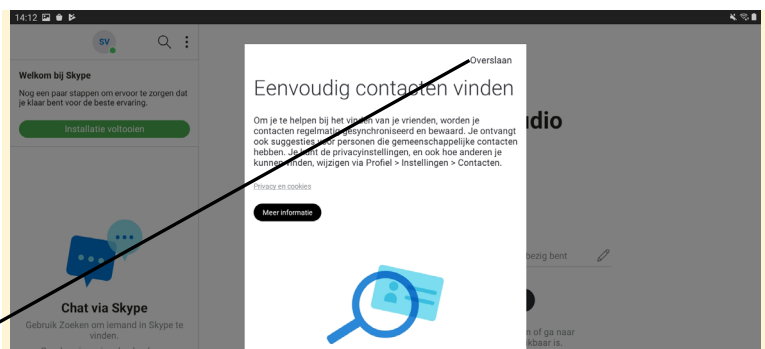 14:12
SV
Welkom bij Skype
Nog een paar stappen om ervoor te zorgen dat
je klaar bent voor de beste ervaring.
Installatie voltooien
Chat via Skype
Gebruik Zoeken om iemand in Skype te
vinden.
Overslaan
Eenvoudig contacten vinden
Om je te helpen bij het vinden van je vrienden, worden je
contacten regelmatig gesynchroniseerd en bewaard. Je ontvangt
ook suggesties voor personen die gemeenschappelijke contacten
hebben. Je kunt de privacyinstellingen, en ook hoe anderen je
kunnen vinden, wijzigen via Profiel > Instellingen > Contacten.
Privacy en cookies
Meer informatie
udio
bezig bent
n of ga naar
kbaar is.